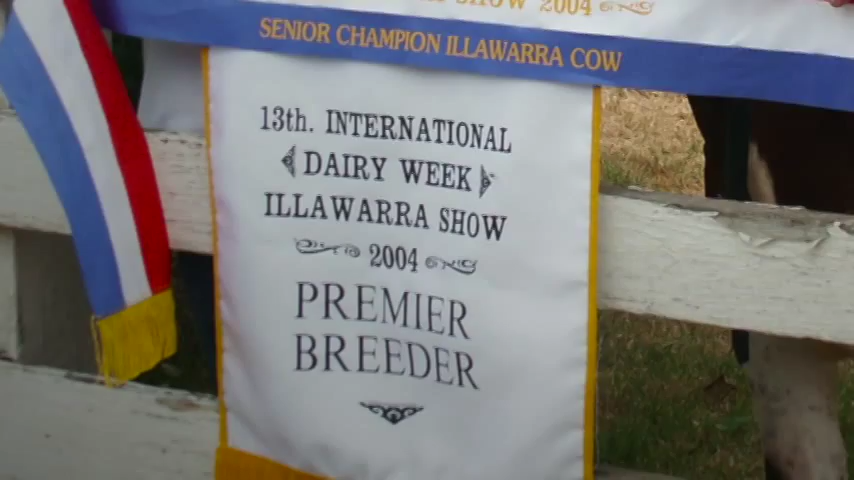 SHOW 2004
SENIOR CHAMPION ILLAWARRA COW
13th. INTERNATIONAL
DAIRY WEEK
ILLAWARRA SHOW
2004
PREMIER
BREEDER